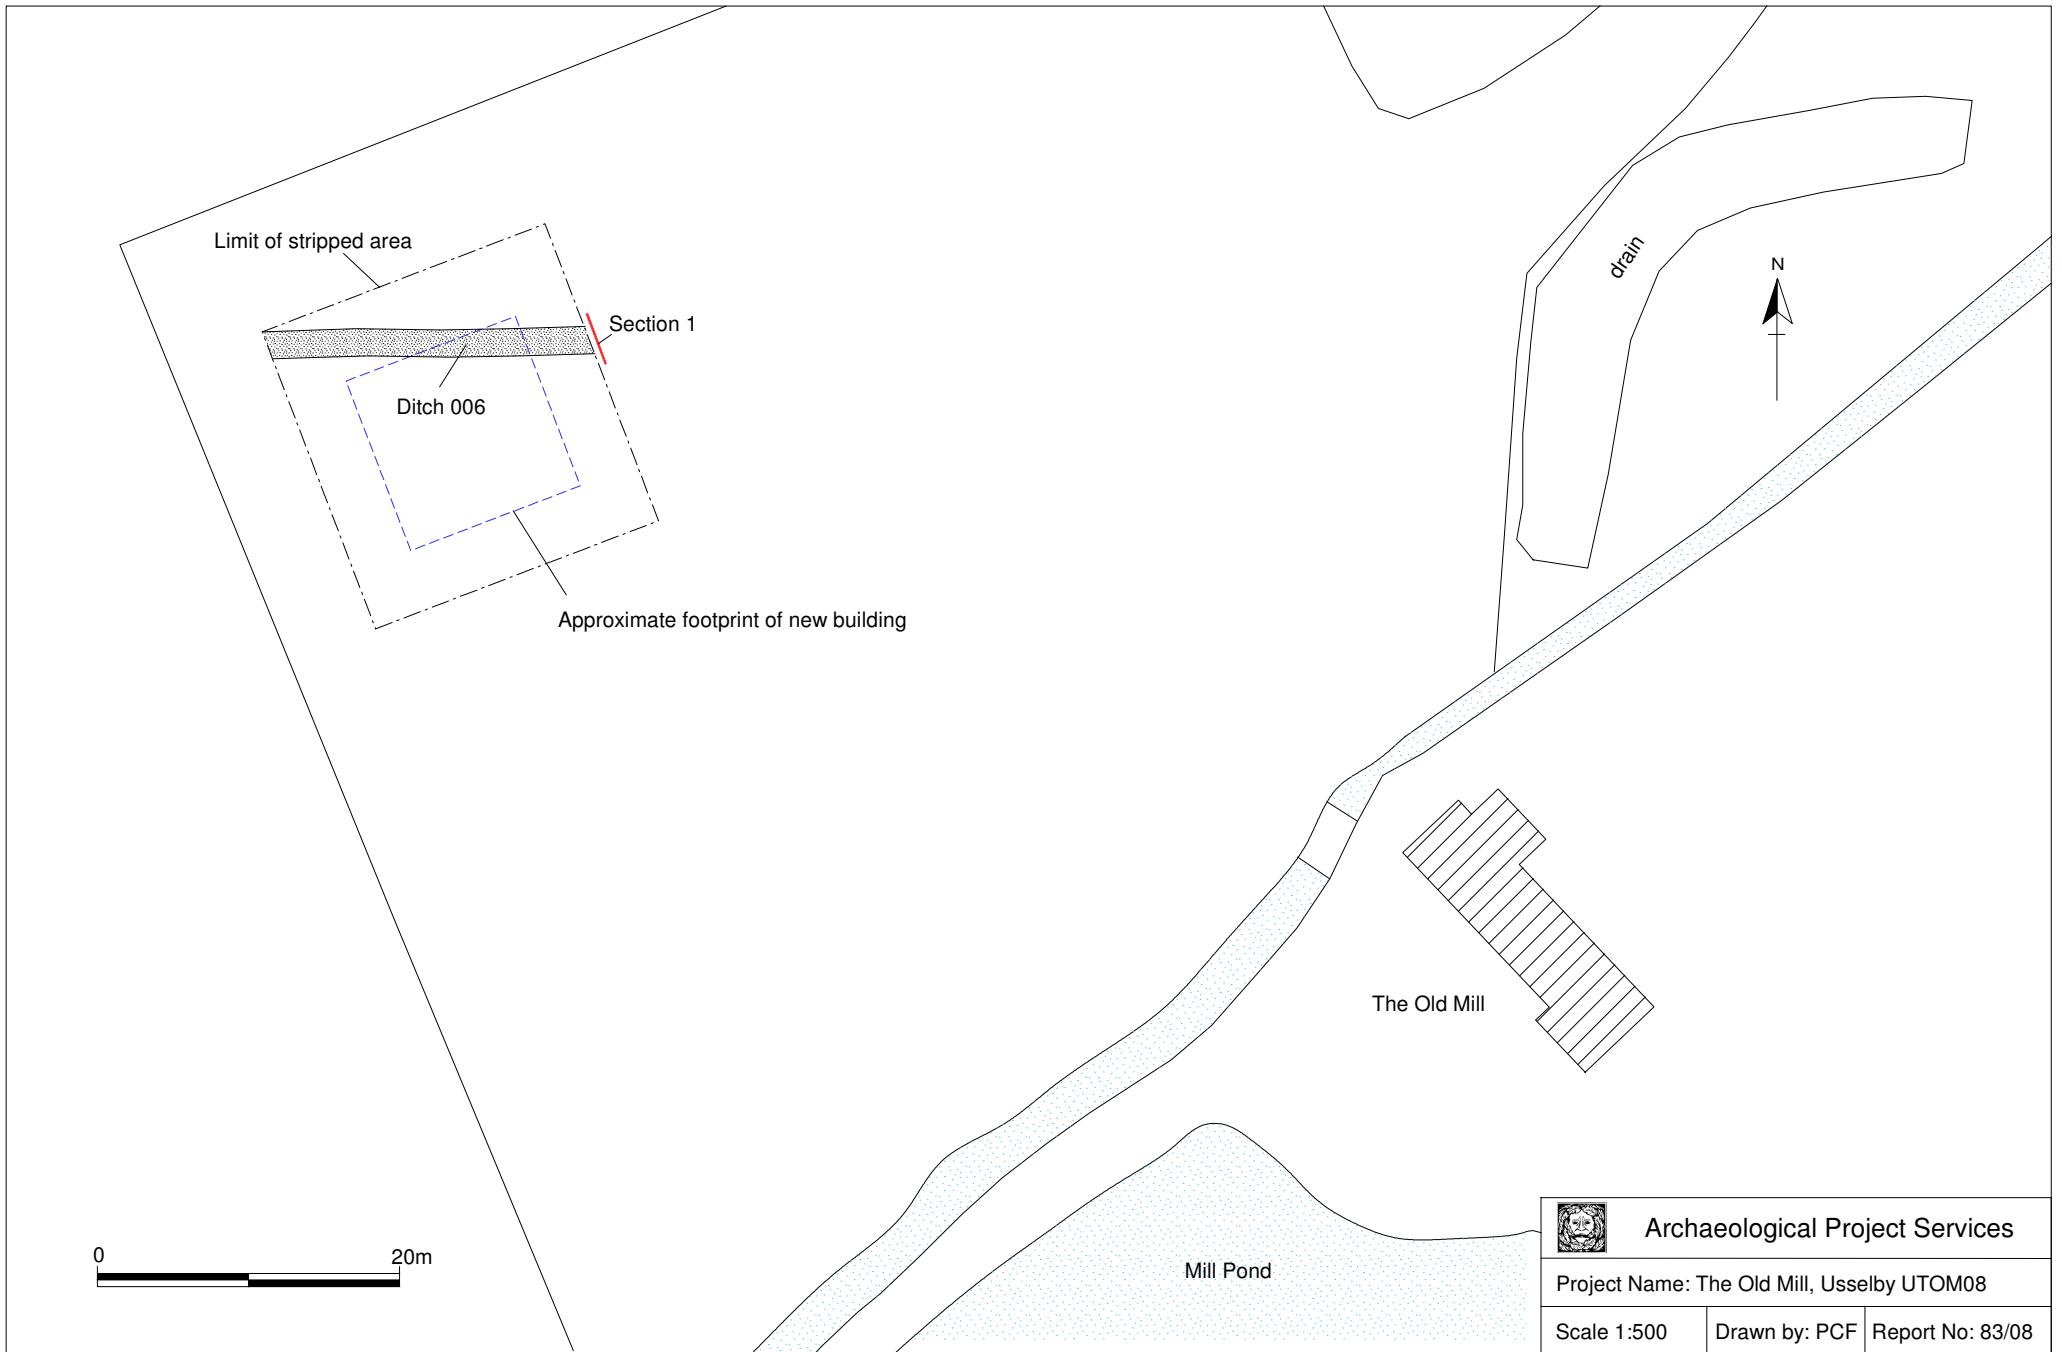 Limit of stripped area
Section 1
Ditch 006
Approximate footprint of new building
drain
N
The Old Mill
Mill Pond
0 20m
Archaeological Project Services
Project Name: The Old Mill, Usselby UTOM08
Scale 1:500 Drawn by: PCF Report No: 83/08